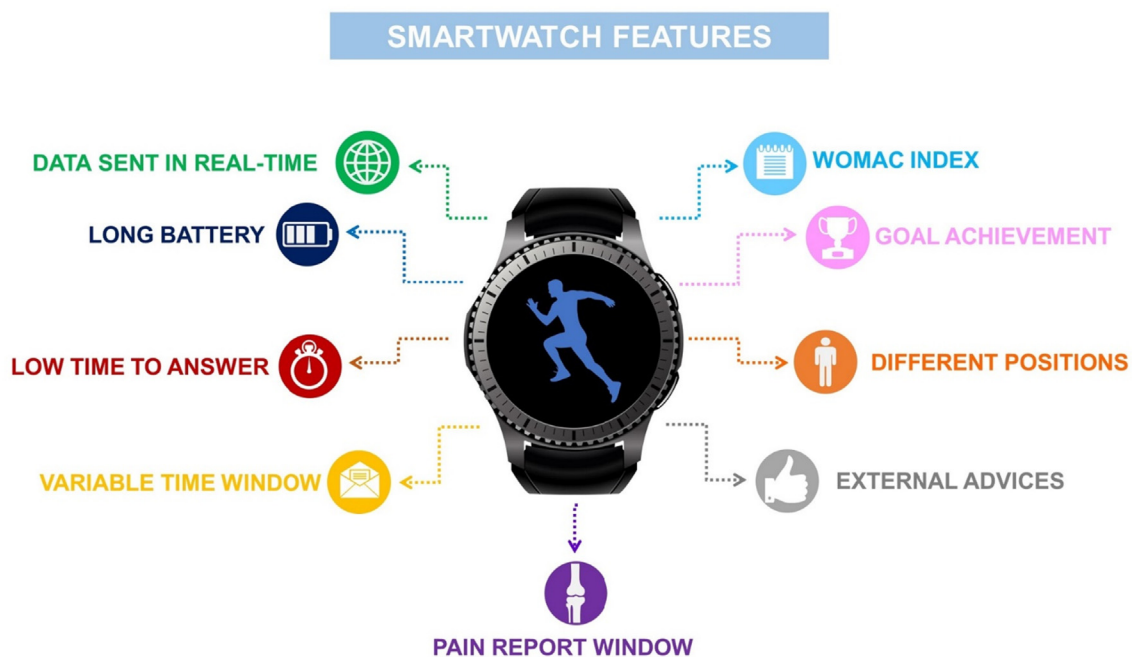 SMARTWATCH FEATURES
DATA SENT IN REAL-TIME
WOMAC INDEX
LONG BATTERY
GOAL ACHIEVEMENT
LOW TIME TO ANSWER
DIFFERENT POSITIONS
VARIABLE TIME WINDOW
EXTERNAL ADVICES
PAIN REPORT WINDOW